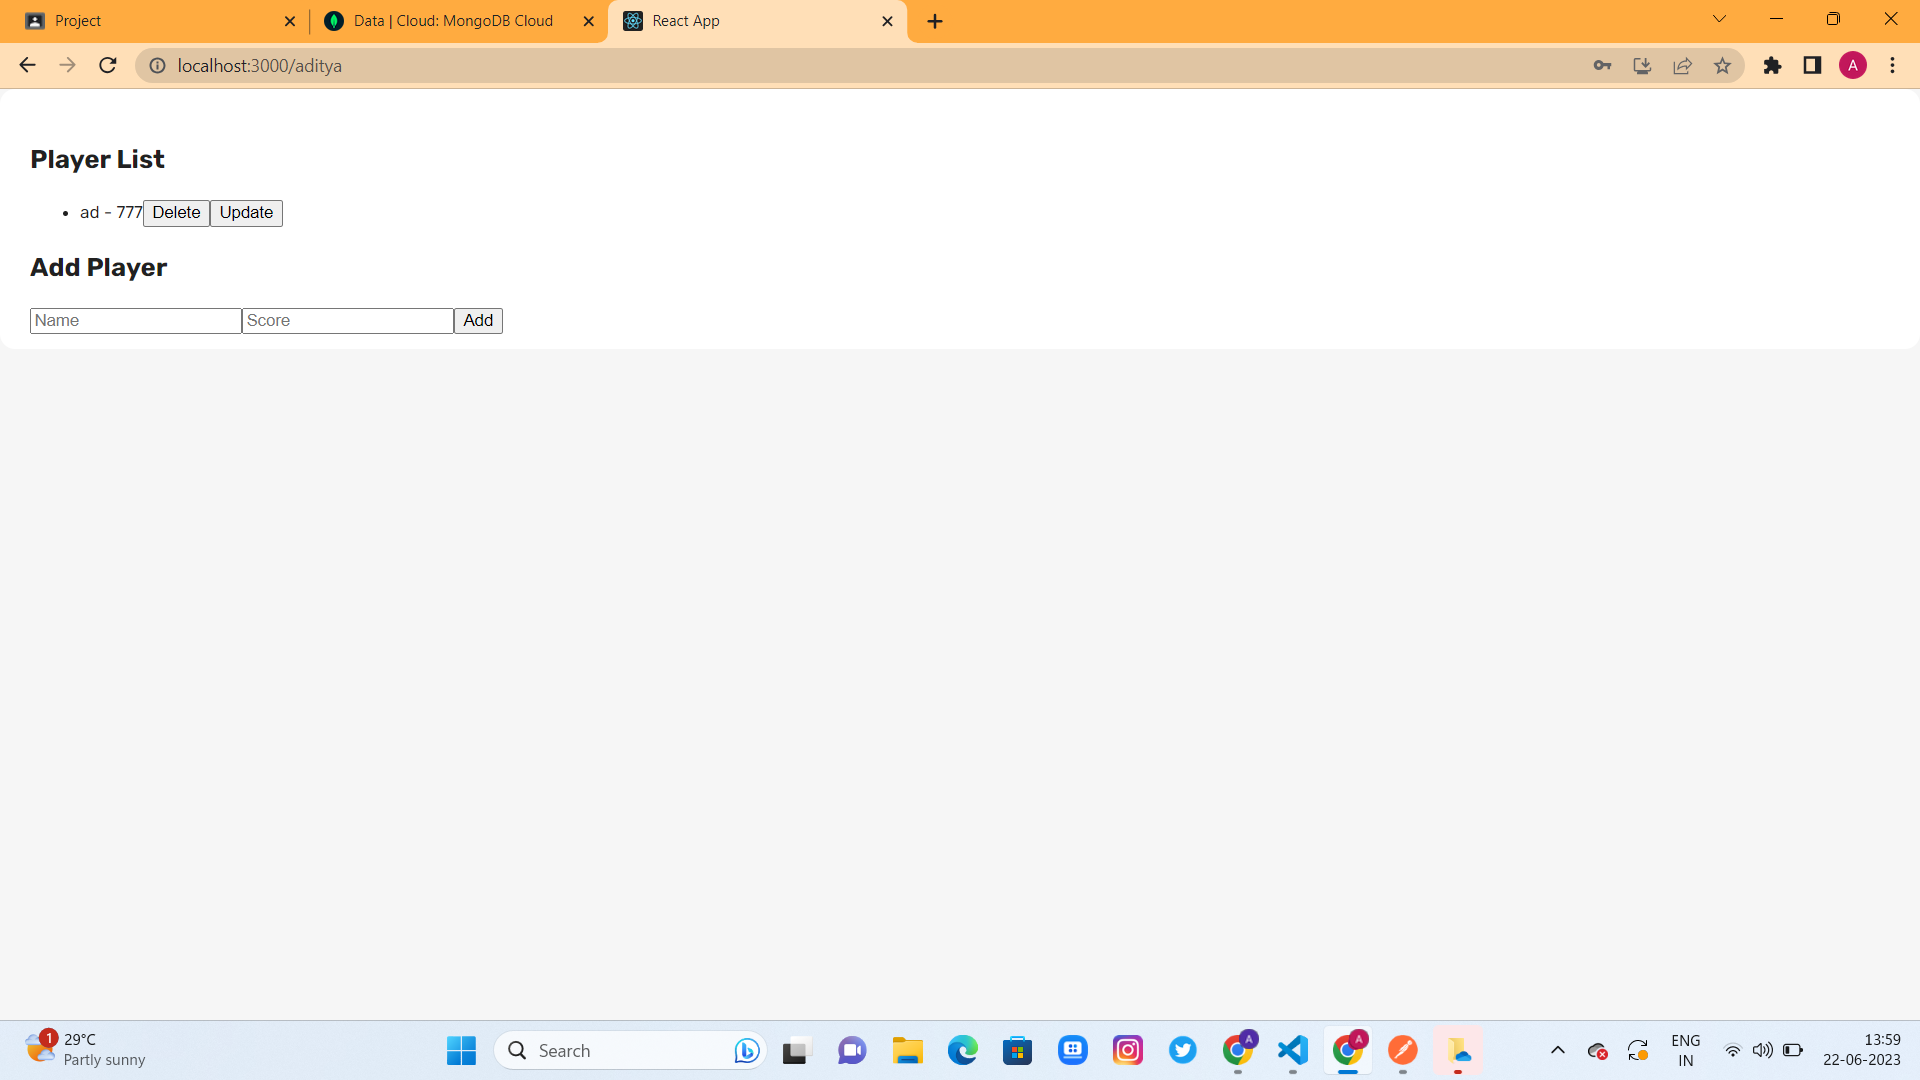 Project
Data | Cloud: MongoDB Cloud
React App
localhost:3000/aditya
A
Player List
ad - 777 Delete Update
Add Player
Name Score Add
1
29°C
Partly sunny
Search
A
A
ENG
IN
13:59
22-06-2023